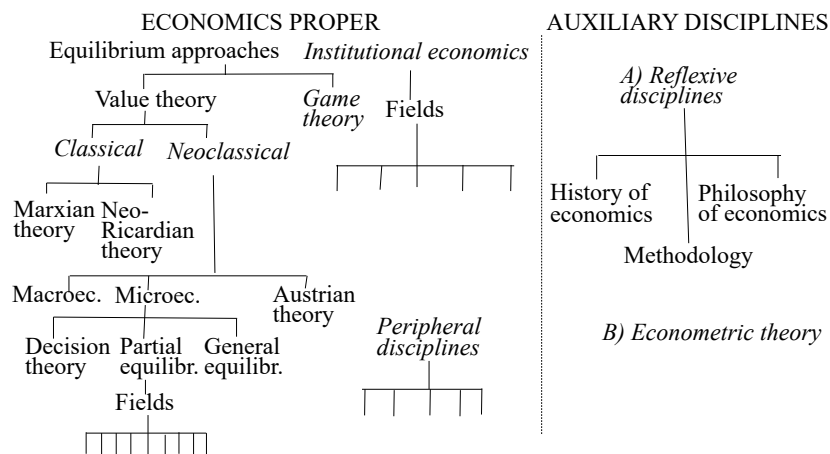 ECONOMICS PROPER
AUXILIARY DISCIPLINES
Equilibrium approaches
Institutional economics
Value theory
Game
theory
Fields
Classical
Neoclassical
Marxian
theory
Neo-
Ricardian
theory
Macroec.
Microec.
Austrian
theory
Decision
theory
Partial
equilibr.
General
equilibr.
Fields
Peripheral
disciplines
A) Reflexive
disciplines
History of
economics
Philosophy
of economics
Methodology
B) Econometric theory